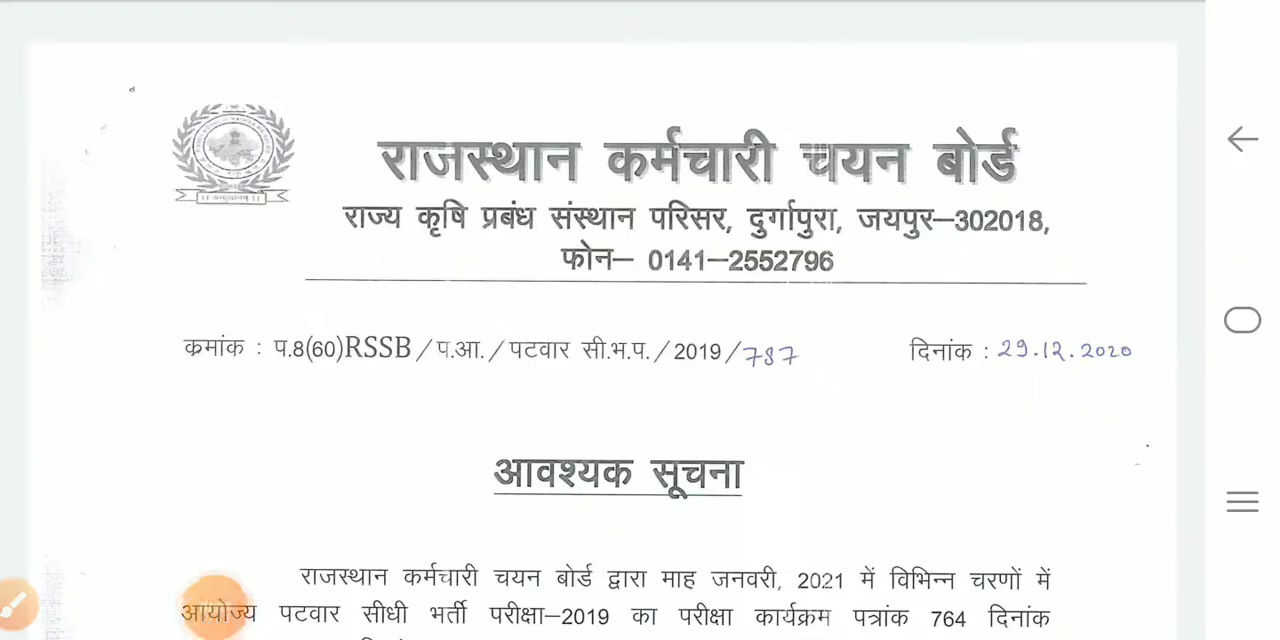 राजस्थान कर्मचारी चयन बोर्ड
राज्य कृषि प्रबंध संस्थान परिसर, दुर्गापुरा, जयपुर–302018,
फोन– 0141–2552796
क्रमांक : प.8(60)RSSB / प.आ. / पटवार सी.भ.प. / 2019 / 787 दिनांक : 29.12.2020
आवश्यक सूचना
राजस्थान कर्मचारी चयन बोर्ड द्वारा माह जनवरी, 2021 में विभिन्न चरणों में
आयोज्य पटवार सीधी भर्ती परीक्षा–2019 का परीक्षा कार्यक्रम पत्रांक 764 दिनांक